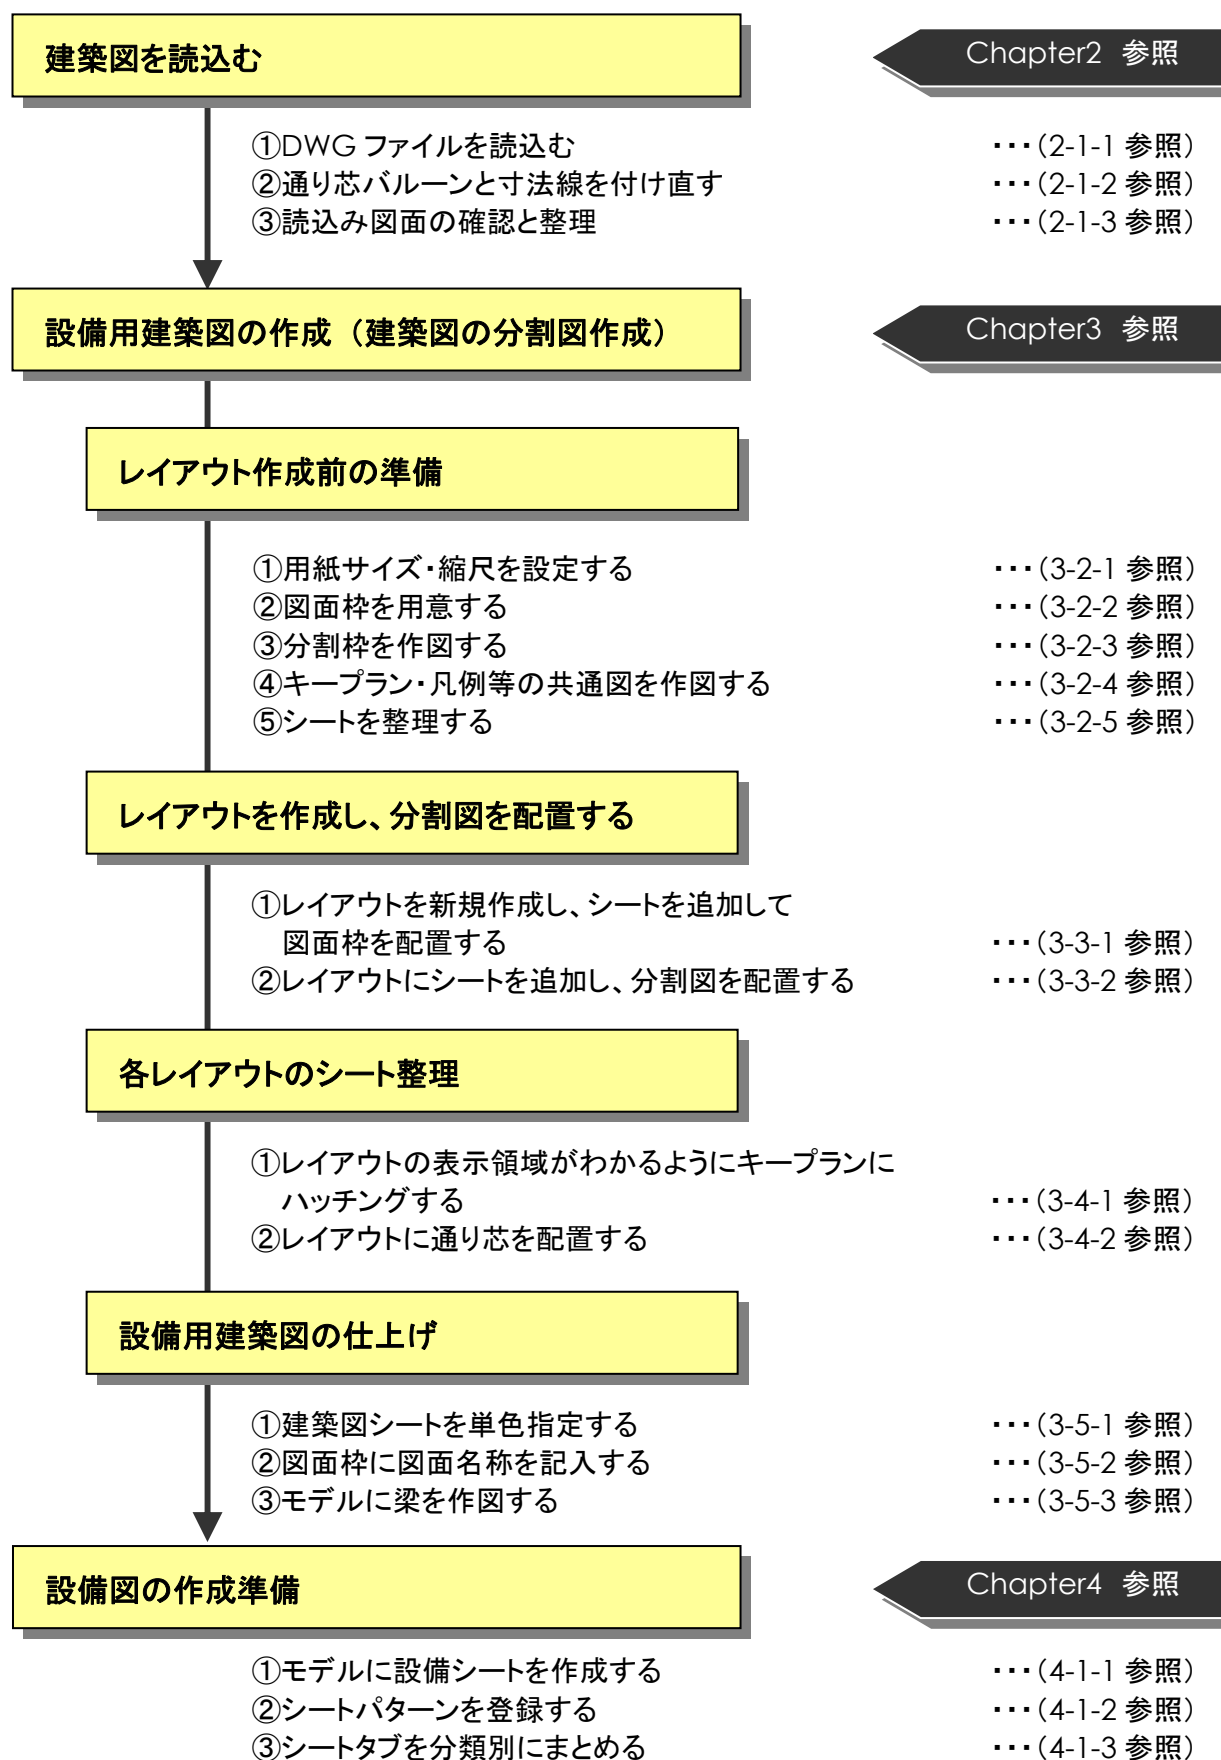 建築図を読込む
Chapter2 参照
①DWG ファイルを読込む ・・・（2-1-1 参照）
②通り芯バルーンと寸法線を付け直す ・・・（2-1-2 参照）
③読込み図面の確認と整理 ・・・（2-1-3 参照）
設備用建築図の作成（建築図の分割図作成）
Chapter3 参照
レイアウト作成前の準備
①用紙サイズ・縮尺を設定する ・・・（3-2-1 参照）
②図面枠を用意する ・・・（3-2-2 参照）
③分割枠を作図する ・・・（3-2-3 参照）
④キープラン・凡例等の共通図を作図する ・・・（3-2-4 参照）
⑤シートを整理する ・・・（3-2-5 参照）
レイアウトを作成し、分割図を配置する
①レイアウトを新規作成し、シートを追加して
図面枠を配置する ・・・（3-3-1 参照）
②レイアウトにシートを追加し、分割図を配置する ・・・（3-3-2 参照）
各レイアウトのシート整理
①レイアウトの表示領域がわかるようにキープランに
ハッチングする ・・・（3-4-1 参照）
②レイアウトに通り芯を配置する ・・・（3-4-2 参照）
設備用建築図の仕上げ
①建築図シートを単色指定する ・・・（3-5-1 参照）
②図面枠に図面名称を記入する ・・・（3-5-2 参照）
③モデルに梁を作図する ・・・（3-5-3 参照）
設備図の作成準備
Chapter4 参照
①モデルに設備シートを作成する ・・・（4-1-1 参照）
②シートパターンを登録する ・・・（4-1-2 参照）
③シートタブを分類別にまとめる ・・・（4-1-3 参照）